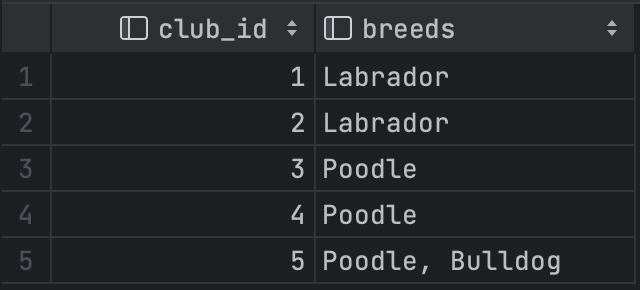 club_id breeds
1 1 Labrador
2 2 Labrador
3 3 Poodle
4 4 Poodle
5 5 Poodle, Bulldog